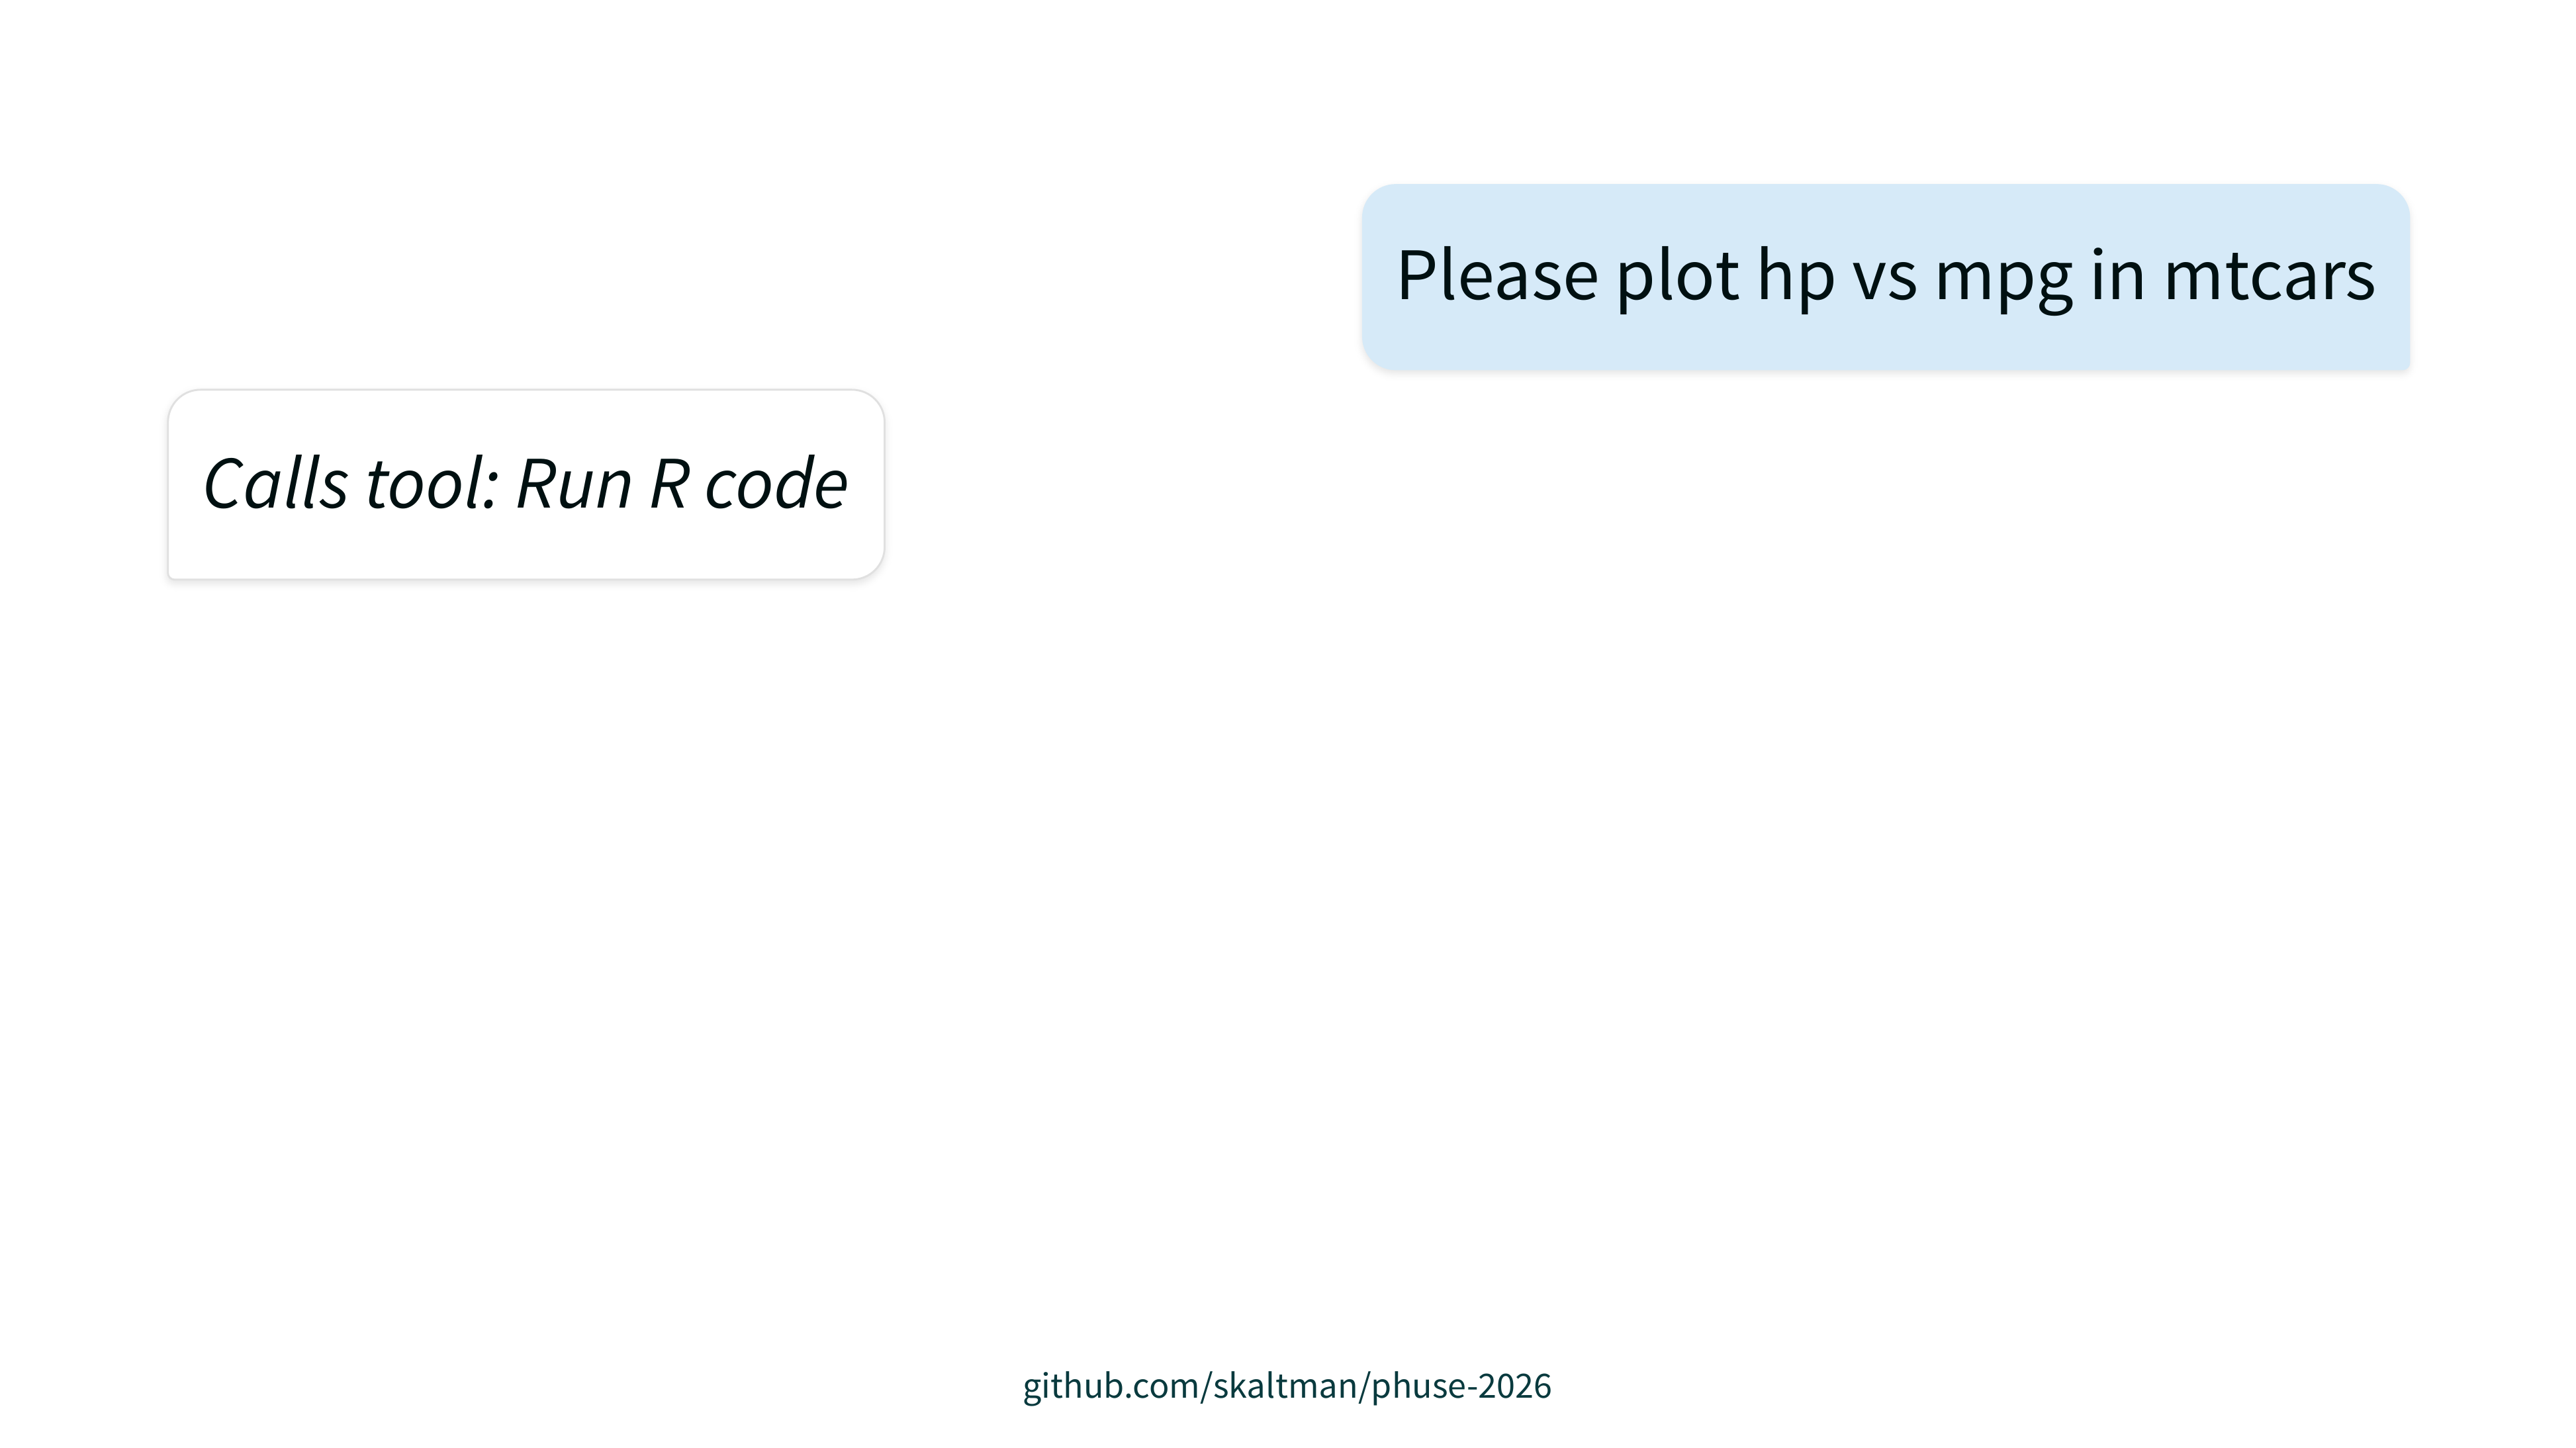 Please plot hp vs mpg in mtcars
Calls tool: Run R code
github.com/skaltman/phuse-2026